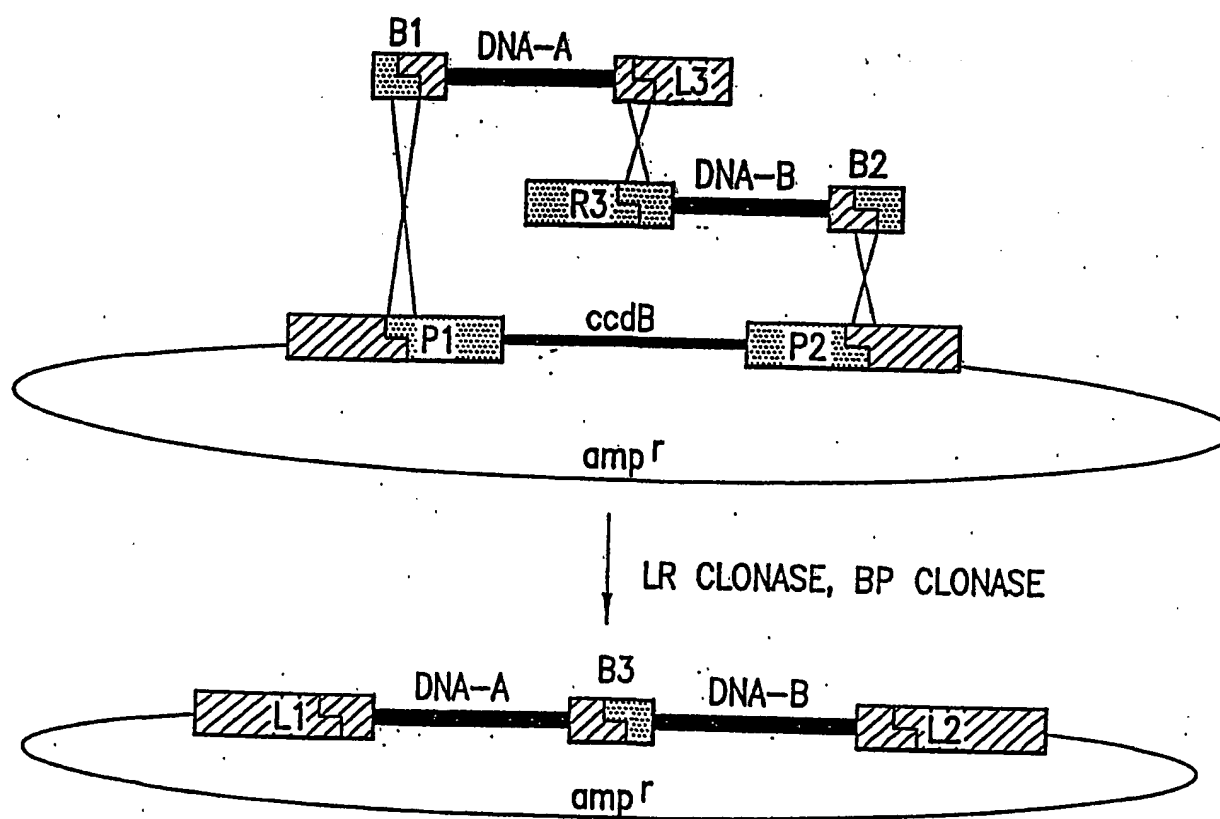 B1
DNA-A
L3
R3
DNA-B
B2
P1
ccdB
P2
amp r
LR CLONASE, BP CLONASE
L1
DNA-A
B3
DNA-B
L2
amp r